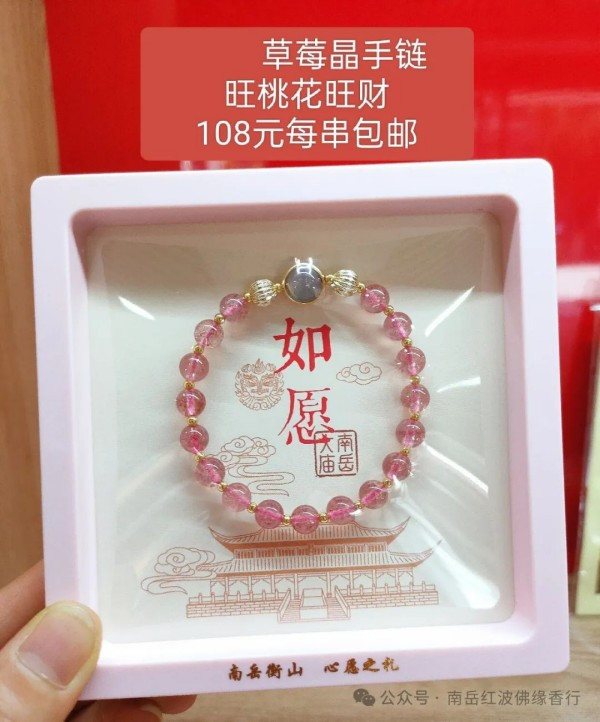 草莓晶手链
旺桃花旺财
108元每串包邮
如愿
南岳
大庙
南岳衡山 心愿之礼
公众号·南岳红波佛缘香行